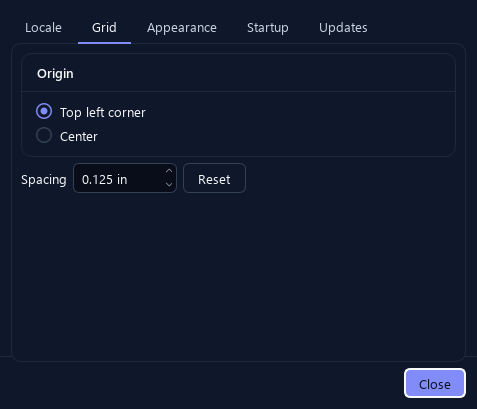 Locale Grid Appearance Startup Updates
Origin
Top left corner
Center
Spacing 0.125 in Reset
Close